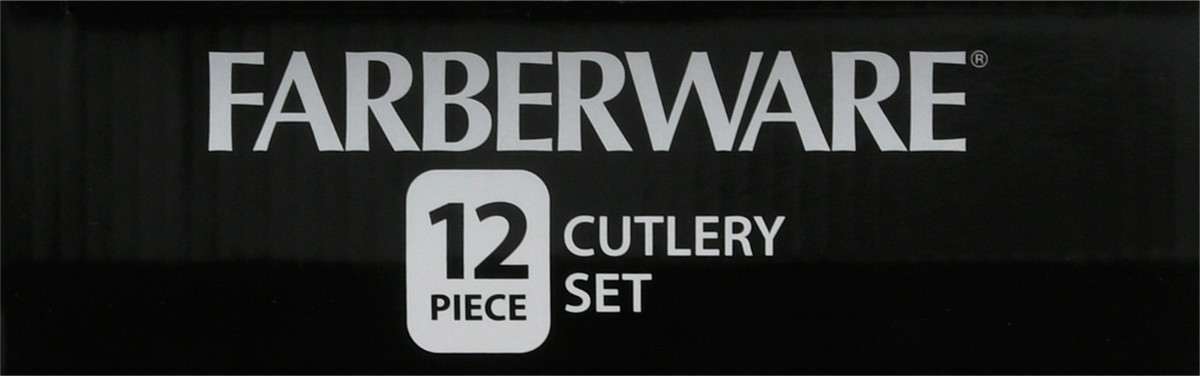 FARBERWARE®
12 PIECE
CUTLERY
SET